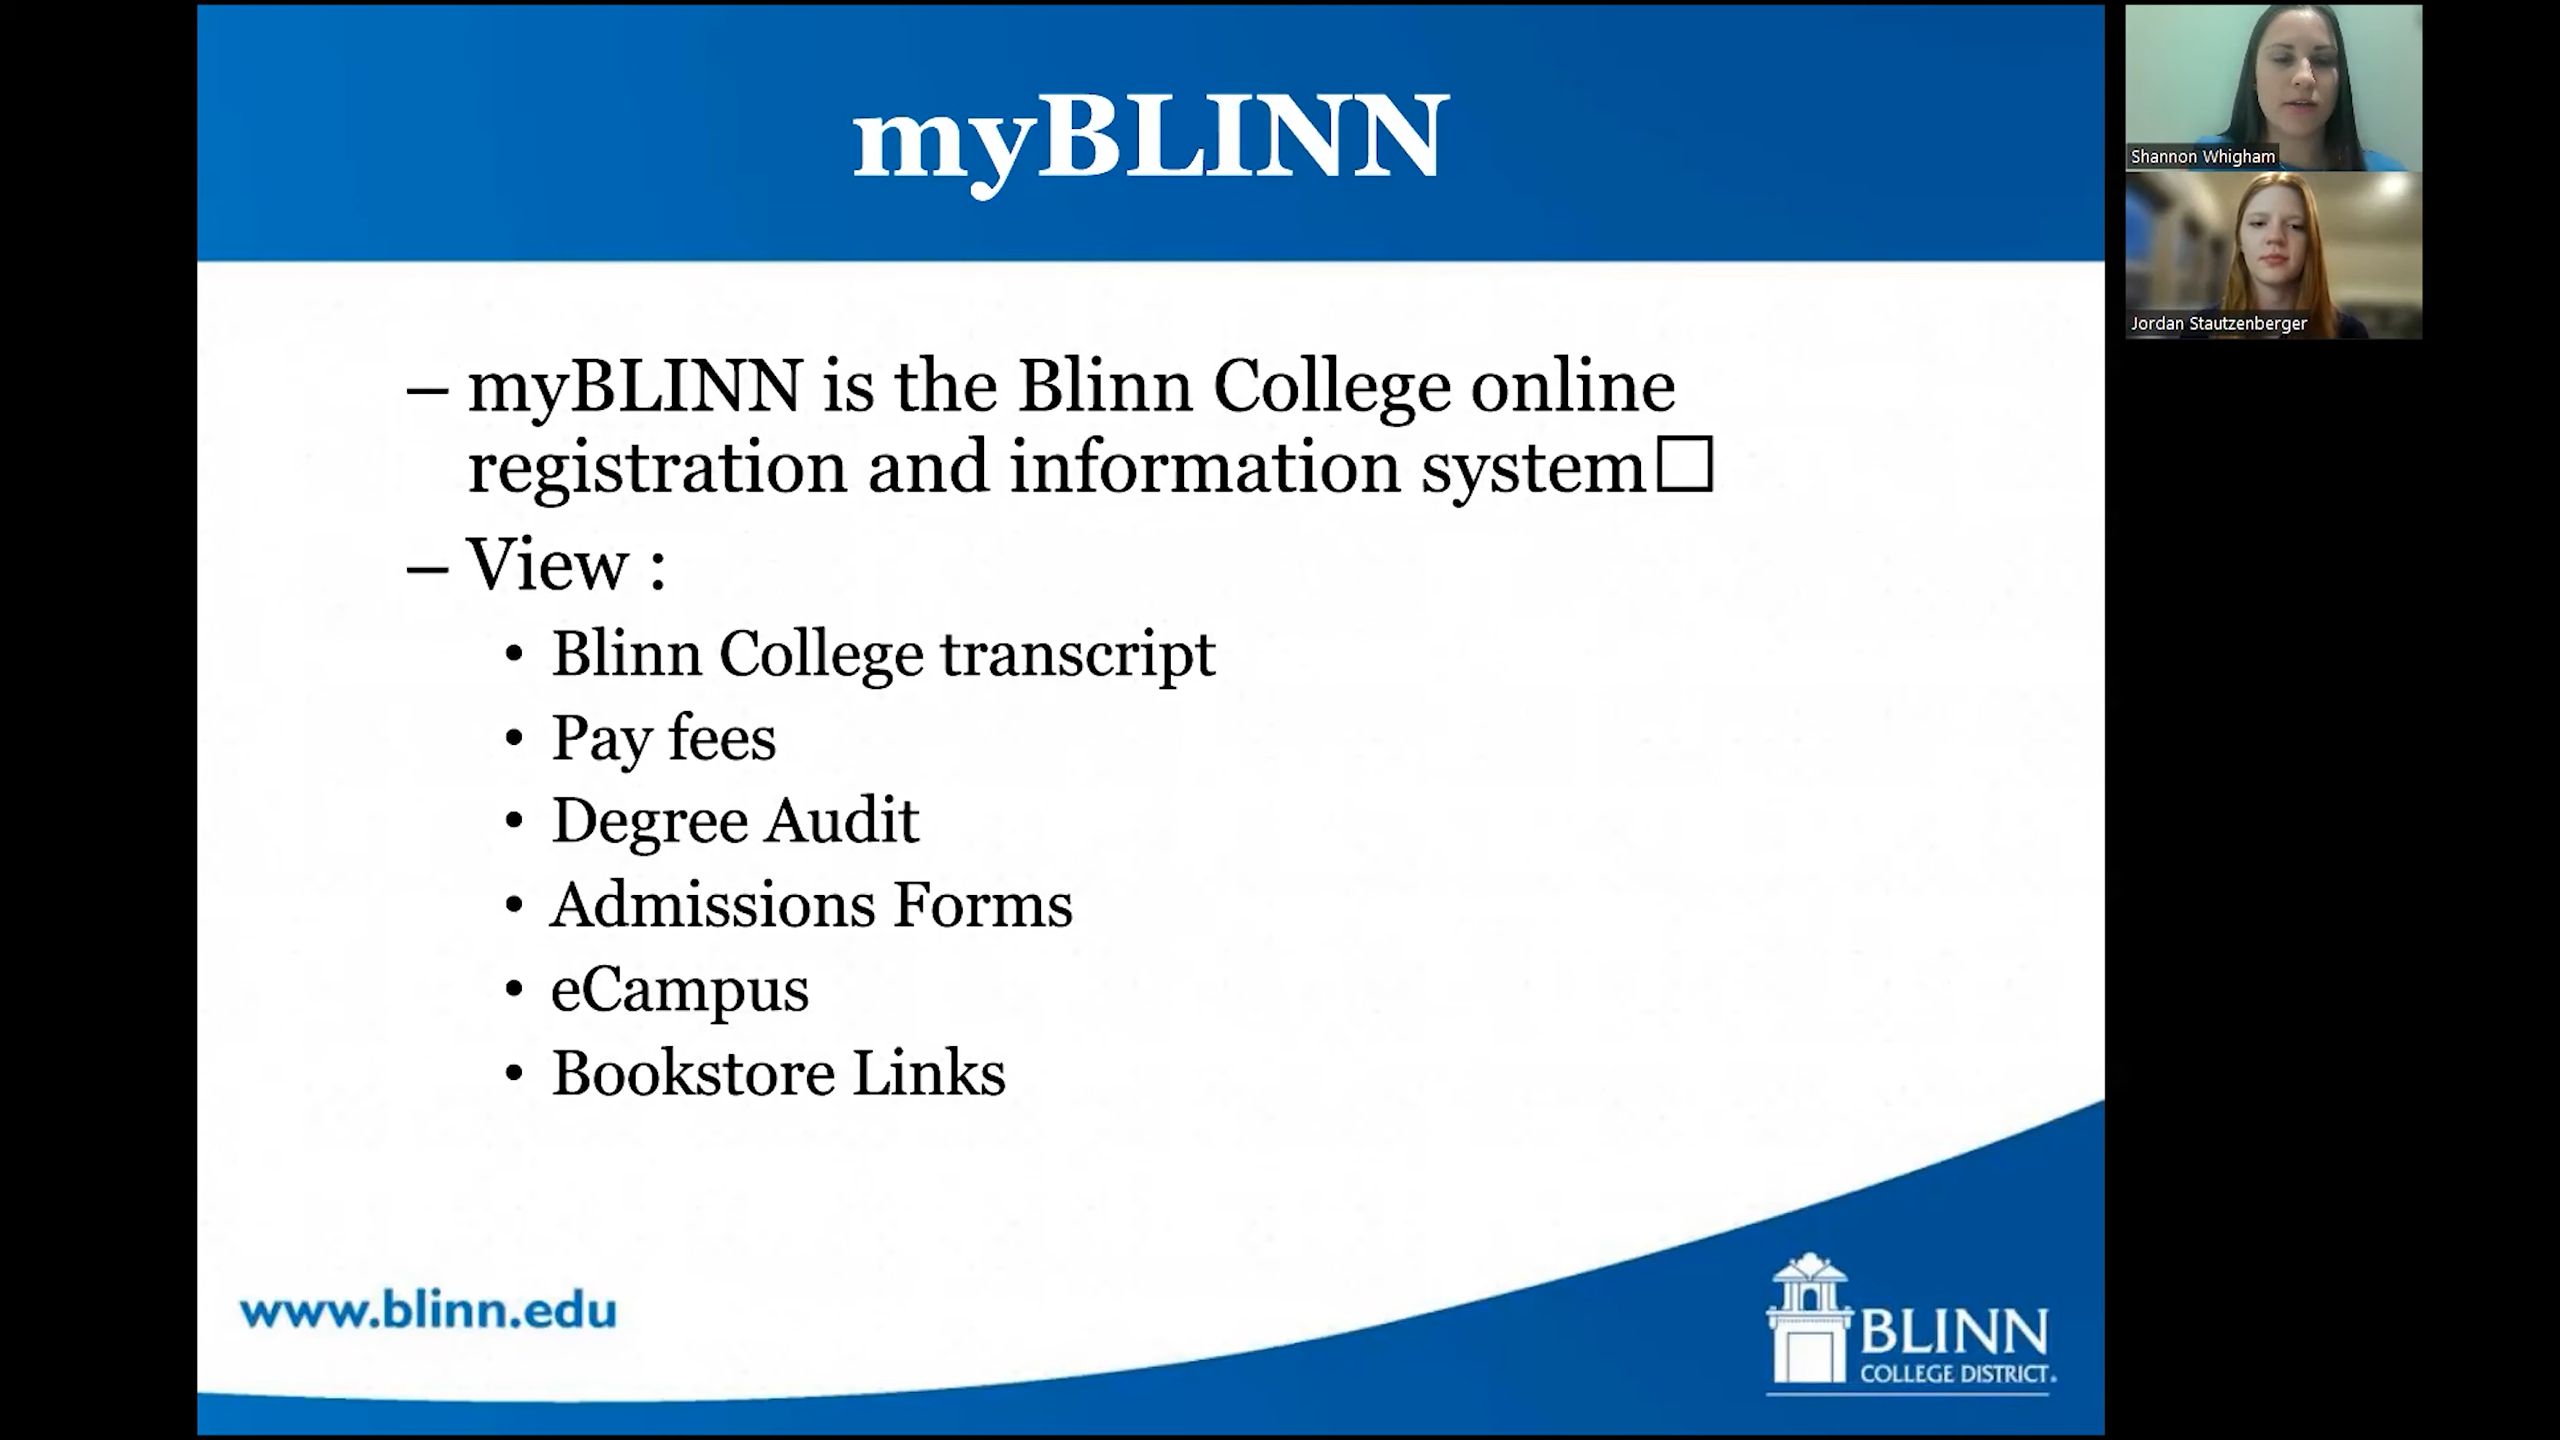 myBLINN
– myBLINN is the Blinn College online
registration and information system□
– View :
• Blinn College transcript
• Pay fees
• Degree Audit
• Admissions Forms
• eCampus
• Bookstore Links
www.blinn.edu
BLINN
COLLEGE DISTRICT.
Shannon Whigham
Jordan Stautzenberger